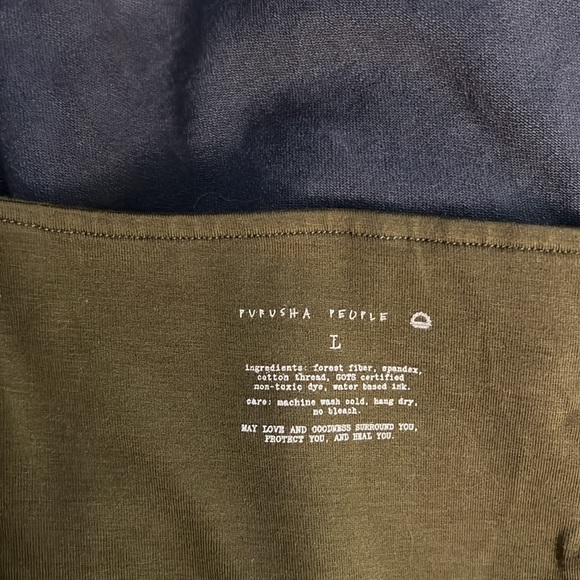 PURUSHA PEOPLE
L
ingredients: forest fiber, spandex,
cotton thread, GOTS certified
non-toxic dye, water based ink.
care: machine wash cold, hang dry,
no bleach.
MAY LOVE AND GOODNESS SURROUND YOU,
PROTECT YOU, AND HEAL YOU.